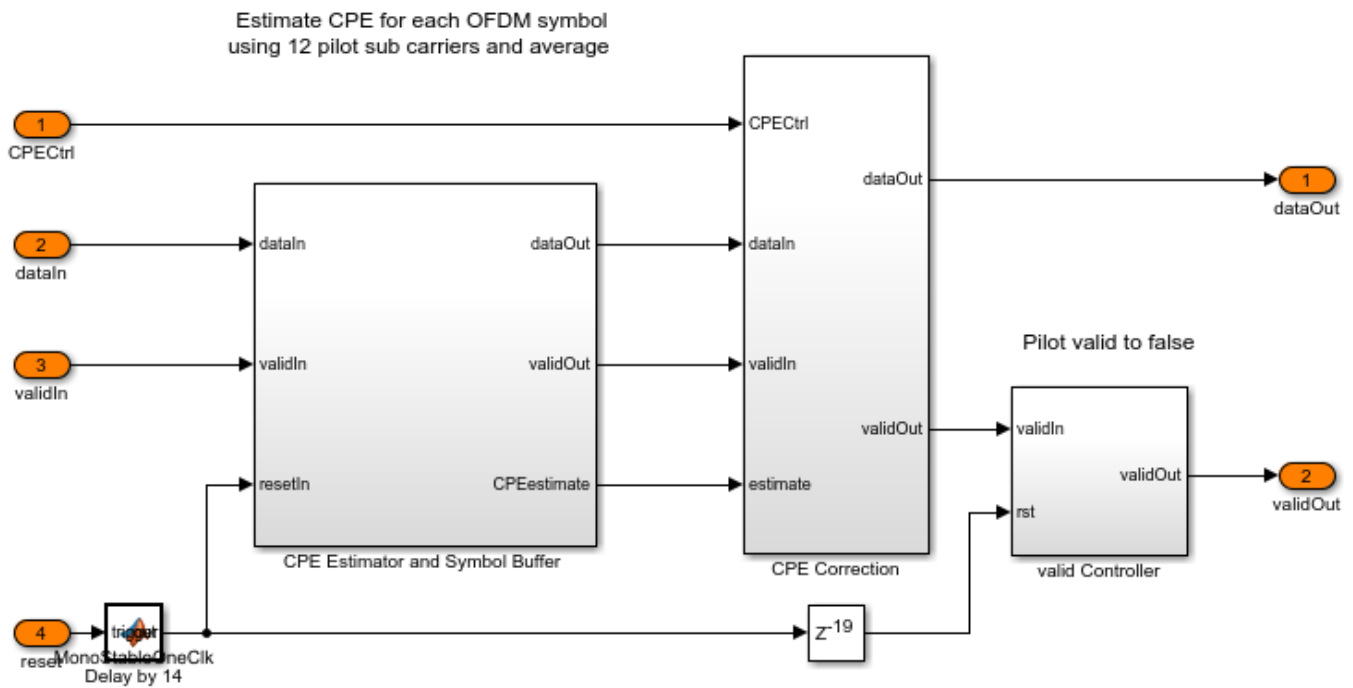 Estimate CPE for each OFDM symbol
using 12 pilot sub carriers and average
1
CPECtrl
CPECtrl
dataOut
1
dataOut
2
dataIn
dataIn
dataOut
dataIn
Pilot valid to false
3
validIn
validIn
validOut
validIn
validOut
validIn
validOut
2
validOut
resetIn
CPEestimate
estimate
rst
CPE Estimator and Symbol Buffer
CPE Correction
valid Controller
4
reset
MonoStableOneClk
Delay by 14
z-19